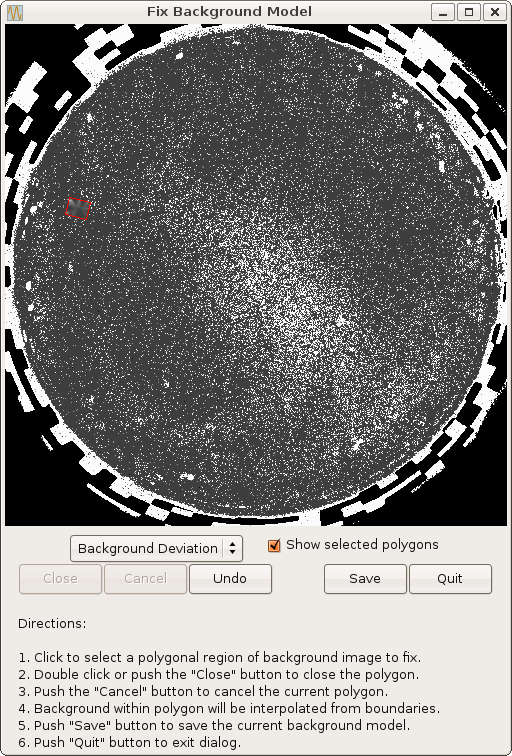 Fix Background Model
Background Deviation
Show selected polygons
Close
Cancel
Undo
Save
Quit
Directions:
1. Click to select a polygonal region of background image to fix.
2. Double click or push the "Close" button to close the polygon.
3. Push the "Cancel" button to cancel the current polygon.
4. Background within polygon will be interpolated from boundaries.
5. Push "Save" button to save the current background model.
6. Push "Quit" button to exit dialog.